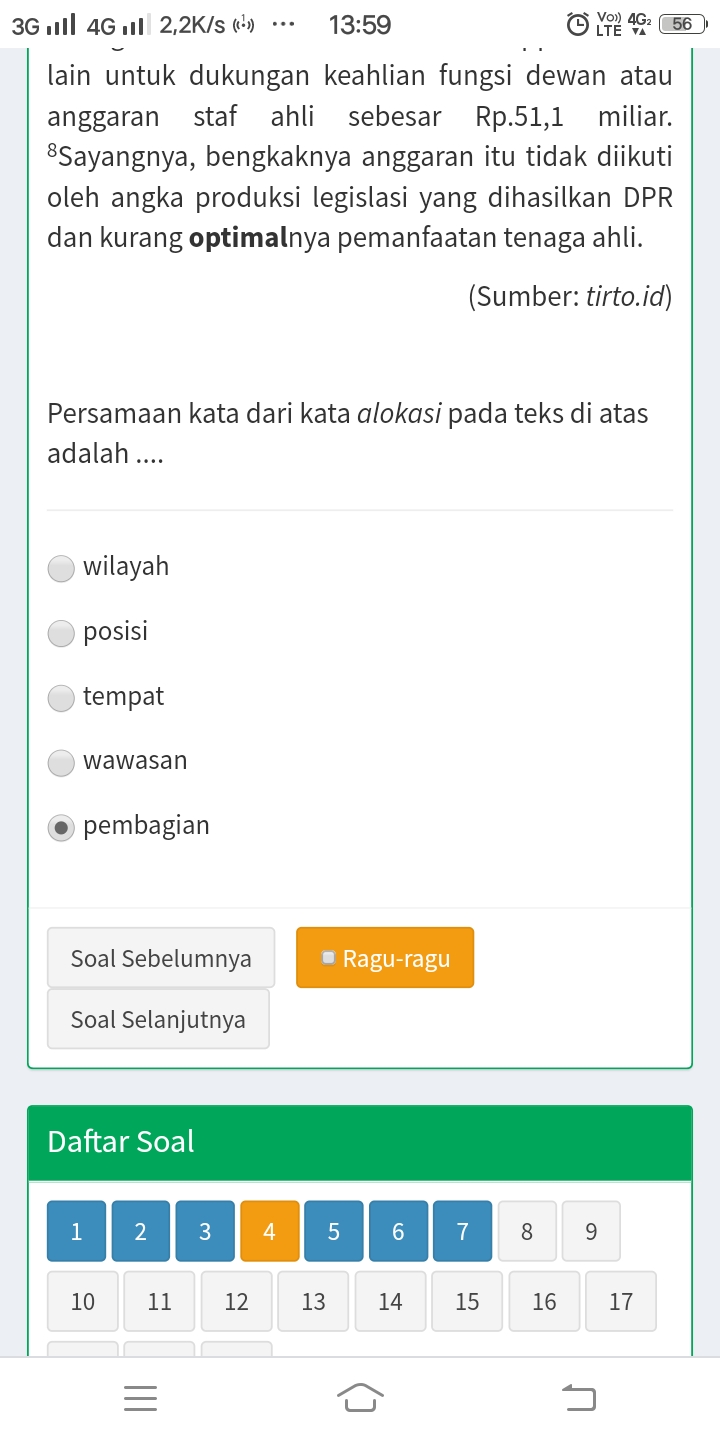 3G 4G 2,2K/s ... 13:59 Vo)) LTE 4G2 56
lain untuk dukungan keahlian fungsi dewan atau
anggaran staf ahli sebesar Rp.51,1 miliar.
⁸Sayangnya, bengkaknya anggaran itu tidak diikuti
oleh angka produksi legislasi yang dihasilkan DPR
dan kurang optimalnya pemanfaatan tenaga ahli.
(Sumber: tirto.id)
Persamaan kata dari kata alokasi pada teks di atas
adalah ....
wilayah
posisi
tempat
wawasan
pembagian
Soal Sebelumnya Ragu-ragu
Soal Selanjutnya
Daftar Soal
1 2 3 4 5 6 7 8 9
10 11 12 13 14 15 16 17